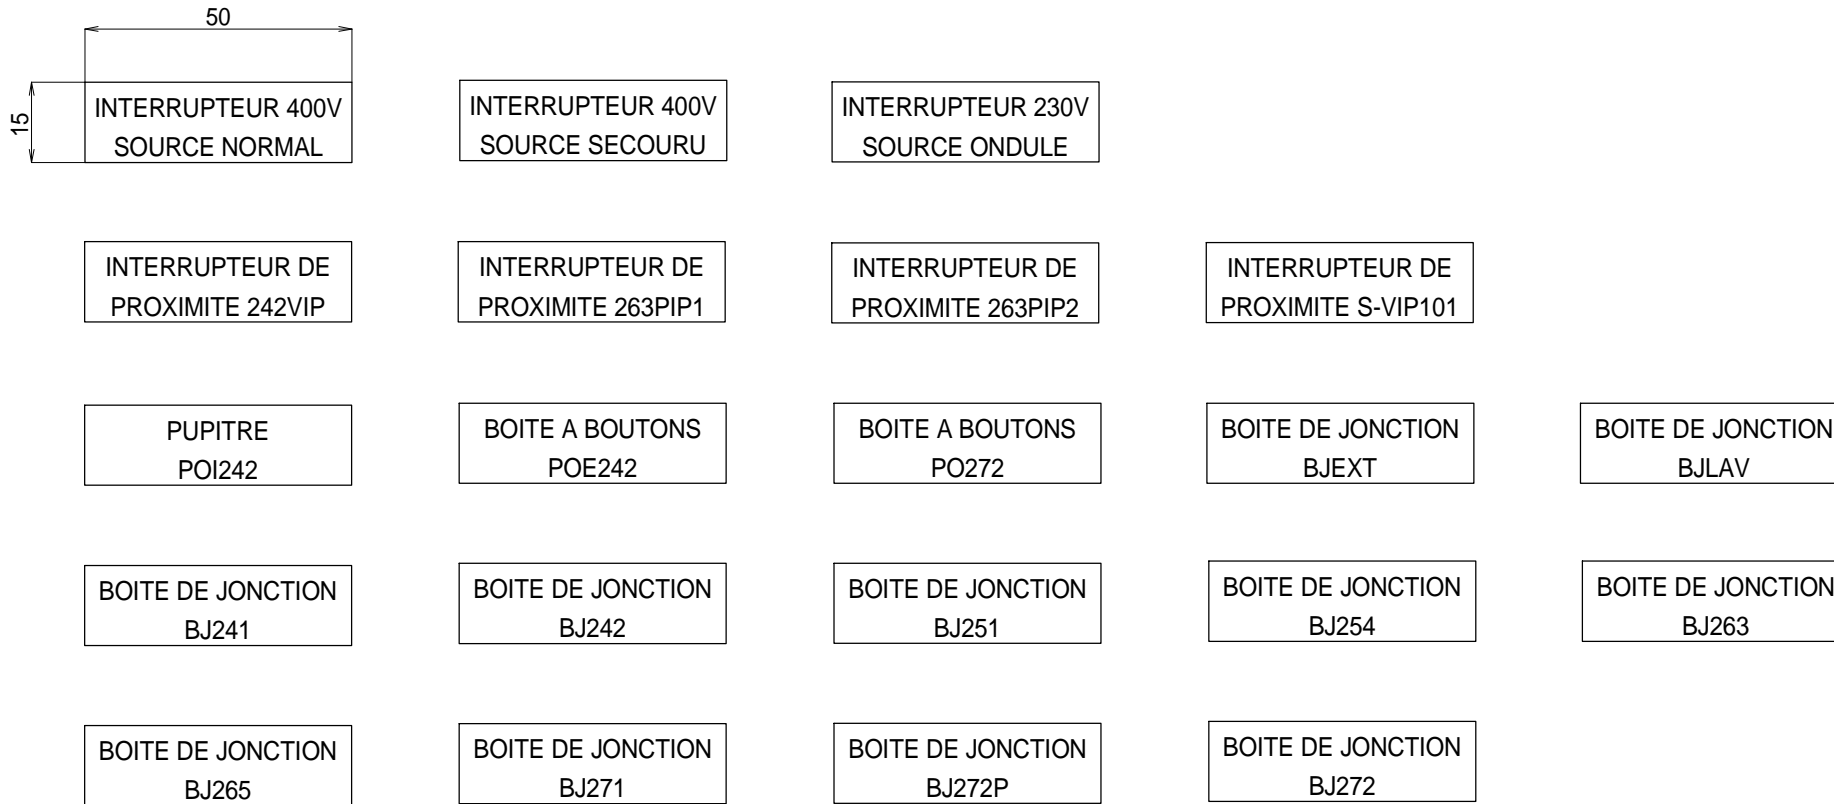 50
15
INTERRUPTEUR 400V
SOURCE NORMAL
INTERRUPTEUR 400V
SOURCE SECOURU
INTERRUPTEUR 230V
SOURCE ONDULE
INTERRUPTEUR DE
PROXIMITE 242VIP
INTERRUPTEUR DE
PROXIMITE 263PIP1
INTERRUPTEUR DE
PROXIMITE 263PIP2
INTERRUPTEUR DE
PROXIMITE S-VIP101
PUPITRE
POI242
BOITE A BOUTONS
POE242
BOITE A BOUTONS
PO272
BOITE DE JONCTION
BJEXT
BOITE DE JONCTION
BJLAV
BOITE DE JONCTION
BJ241
BOITE DE JONCTION
BJ242
BOITE DE JONCTION
BJ251
BOITE DE JONCTION
BJ254
BOITE DE JONCTION
BJ263
BOITE DE JONCTION
BJ265
BOITE DE JONCTION
BJ271
BOITE DE JONCTION
BJ272P
BOITE DE JONCTION
BJ272